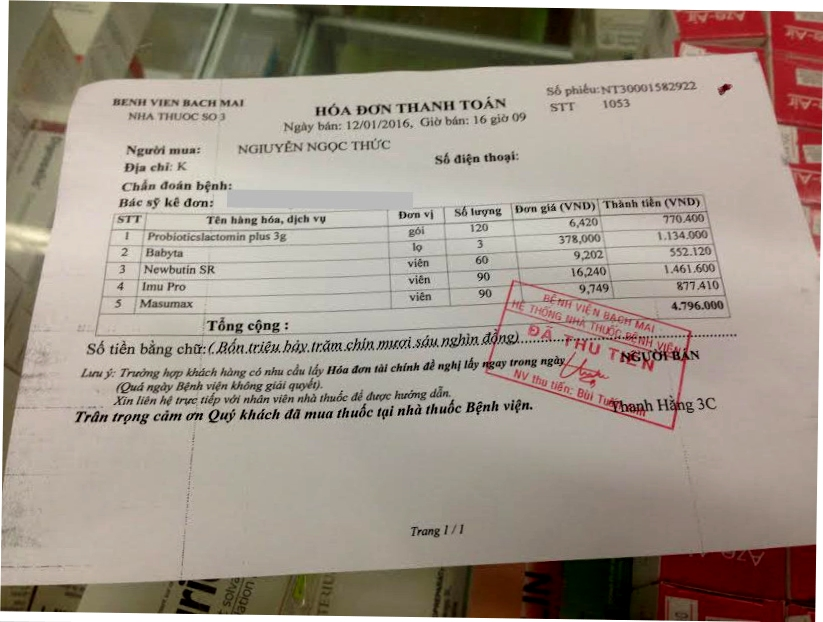 BENH VIEN BACH MAI
NHA THUOC SO 3
HÓA ĐƠN THANH TOÁN
Ngày bán: 12/01/2016, Giờ bán: 16 giờ 09
Số phiếu: NT30001582922
STT 1053
Người mua: NGIUYÊN NGỌC THỨC
Địa chỉ: K
Số điện thoại:
Chẩn đoán bệnh:
Bác sỹ kê đơn:
STT Tên hàng hóa, dịch vụ Đơn vị Số lượng Đơn giá (VND) Thành tiền (VND)
1 Probioticslactomin plus 3g gói 120 6,420 770.400
2 Babyta lọ 3 378,000 1.134.000
3 Newbutin SR viên 60 9,202 552.120
4 Imu Pro viên 90 16,240 1.461.600
5 Masumax viên 90 9,749 877.410
Tổng cộng : 4.796.000
Số tiền bằng chữ: ( Bốn triệu bảy trăm chín mươi sáu nghìn đồng)
Lưu ý: Trường hợp khách hàng có nhu cầu lấy Hóa đơn tài chính đề nghị lấy ngay trong ngày
(Quá ngày Bệnh viện không giải quyết).
Xin liên hệ trực tiếp với nhân viên nhà thuốc để được hướng dẫn.
Trân trọng cảm ơn Quý khách đã mua thuốc tại nhà thuốc Bệnh viện.
NGƯỜI BÁN
Thanh Hằng 3C
BỆNH VIỆN BẠCH MAI
HỆ THỐNG NHÀ THUỐC BỆNH VIỆN
ĐÃ THU TIỀN
NV thu tiền: Bùi
Trang 1 / 1